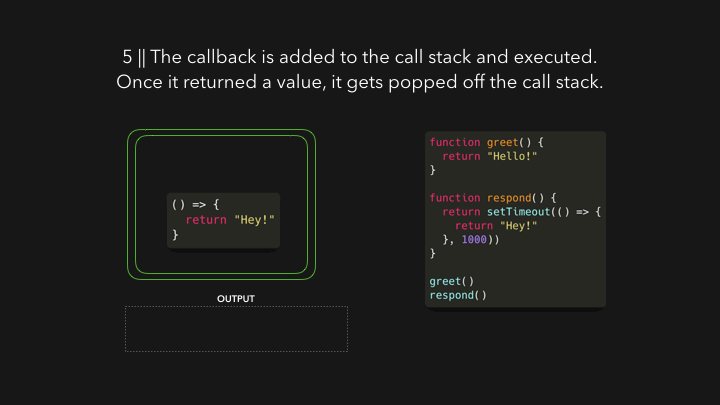 5 || The callback is added to the call stack and executed.
Once it returned a value, it gets popped off the call stack.
() => {
  return "Hey!"
}
OUTPUT
function greet() {
  return "Hello!"
}
function respond() {
  return setTimeout(() => {
    return "Hey!"
  }, 1000))
}
greet()
respond()